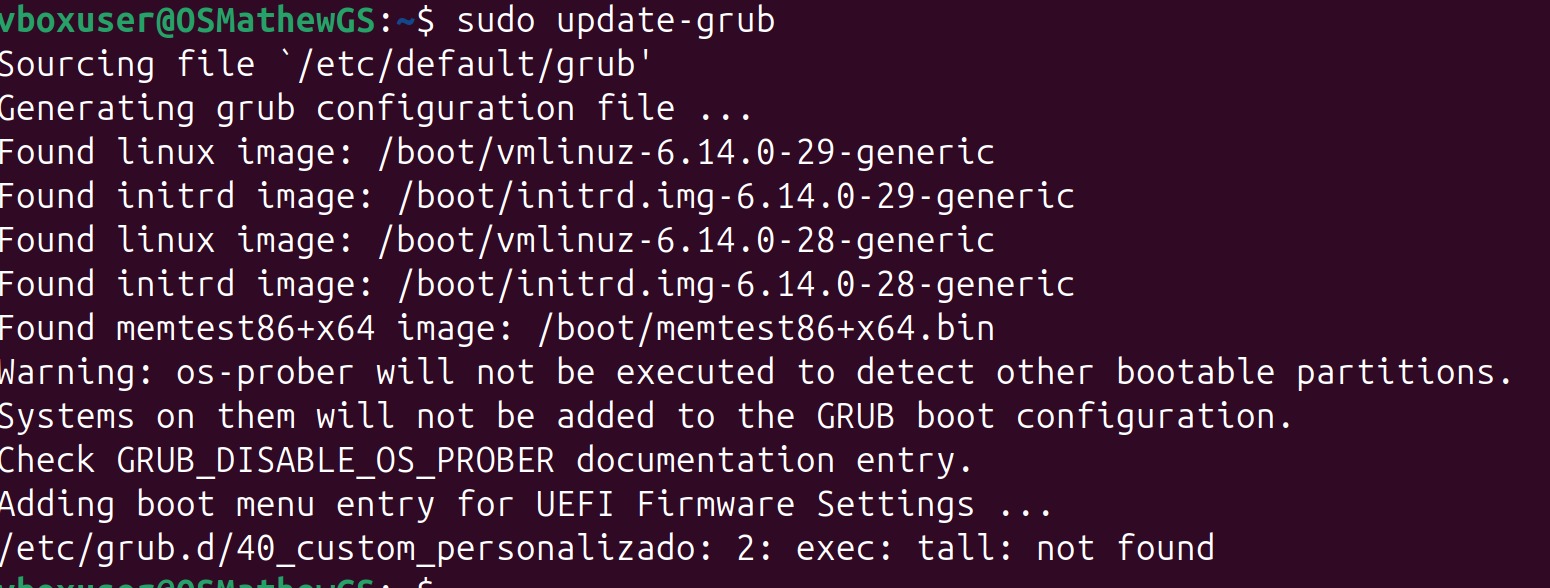 vboxuser@OSMathewGS:~$ sudo update-grub
Sourcing file `/etc/default/grub'
Generating grub configuration file ...
Found linux image: /boot/vmlinuz-6.14.0-29-generic
Found initrd image: /boot/initrd.img-6.14.0-29-generic
Found linux image: /boot/vmlinuz-6.14.0-28-generic
Found initrd image: /boot/initrd.img-6.14.0-28-generic
Found memtest86+x64 image: /boot/memtest86+x64.bin
Warning: os-prober will not be executed to detect other bootable partitions.
Systems on them will not be added to the GRUB boot configuration.
Check GRUB_DISABLE_OS_PROBER documentation entry.
Adding boot menu entry for UEFI Firmware Settings ...
/etc/grub.d/40_custom_personalizado: 2: exec: tall: not found
vboxuser@OSMathewGS:~$